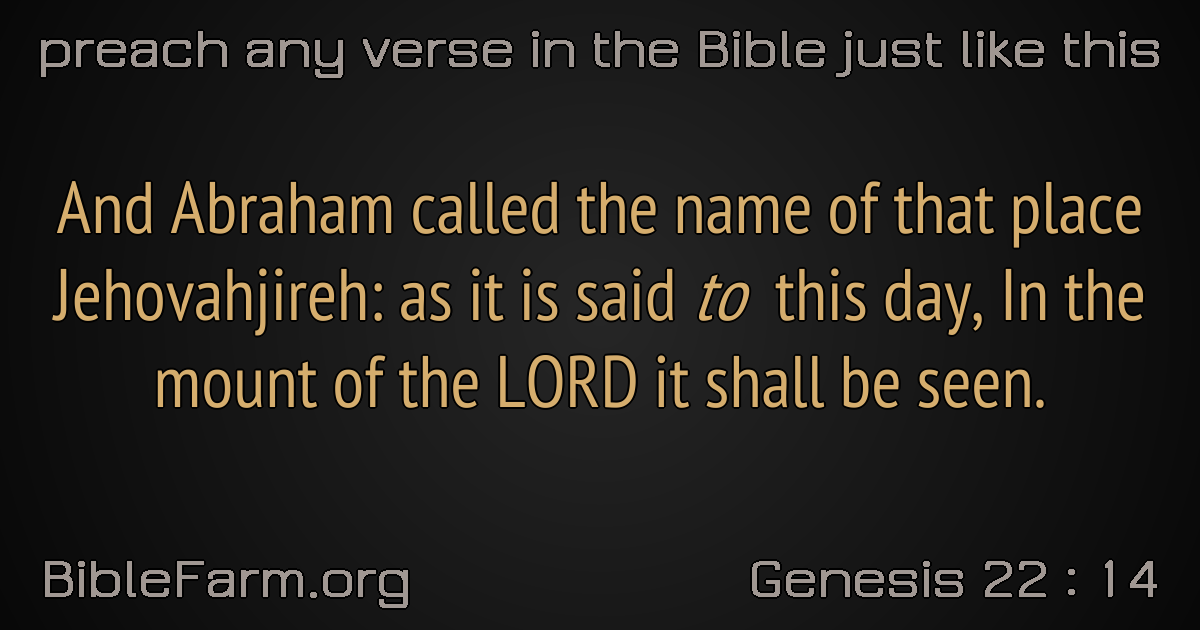 preach any verse in the Bible just like this
And Abraham called the name of that place
Jehovahjireh: as it is said to this day, In the
mount of the LORD it shall be seen.
BibleFarm.org
Genesis 22 : 14